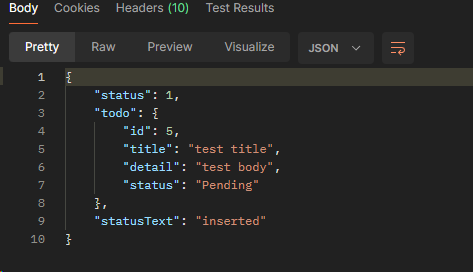 Body Cookies Headers (10) Test Results
Pretty Raw Preview Visualize JSON
1 {
2 "status": 1,
3 "todo": {
4 "id": 5,
5 "title": "test title",
6 "detail": "test body",
7 "status": "Pending"
8 },
9 "statusText": "inserted"
10 }